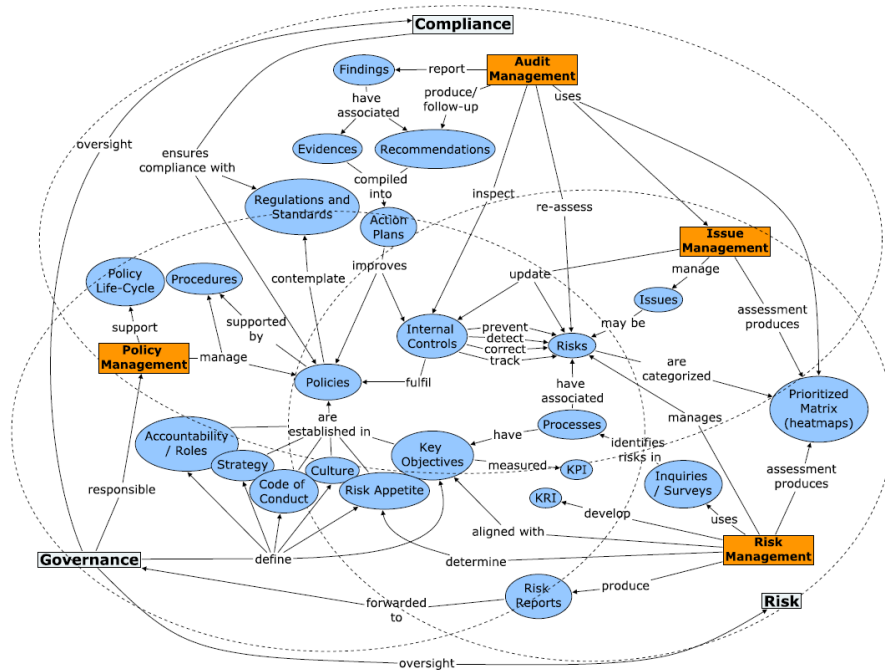 Compliance
Audit
Management
Findings
report
produce/
follow-up
uses
have
associated
oversight
Evidences
Recommendations
ensures
compliance with
compiled
into
inspect
Regulations and
Standards
re-assess
Action
Plans
Issue
Management
Policy
Life-Cycle
Procedures
contemplate
improves
update
manage
Issues
support
supported
by
Internal
Controls
prevent
detect
correct
track
Risks
may be
assessment
produces
Policy
Management
manage
Policies
fulfil
are
categorized
have
associated
Prioritized
Matrix
(heatmaps)
are
established in
Accountability
/ Roles
Strategy
Code of
Conduct
Culture
Risk Appetite
Key
Objectives
have
Processes
manages
identifies
risks in
measured
KPI
KRI
Inquiries
/ Surveys
assessment
produces
responsible
develop
uses
aligned with
Risk
Management
Governance
define
determine
produce
Risk
Reports
Risk
forwarded
to
oversight